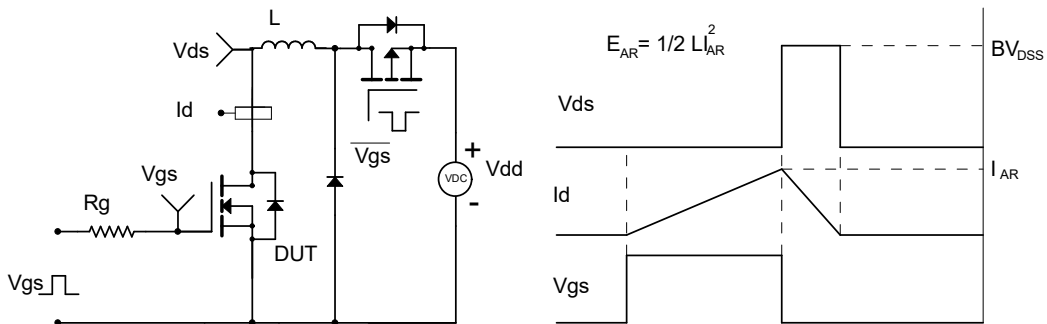 L
Vds
Id
Vgs
Vgs
+
VDC
Vdd
-
Vgs
Rg
DUT
Vgs
E_AR = 1/2 LI_AR^2
BV_DSS
Vds
I_AR
Id
Vgs